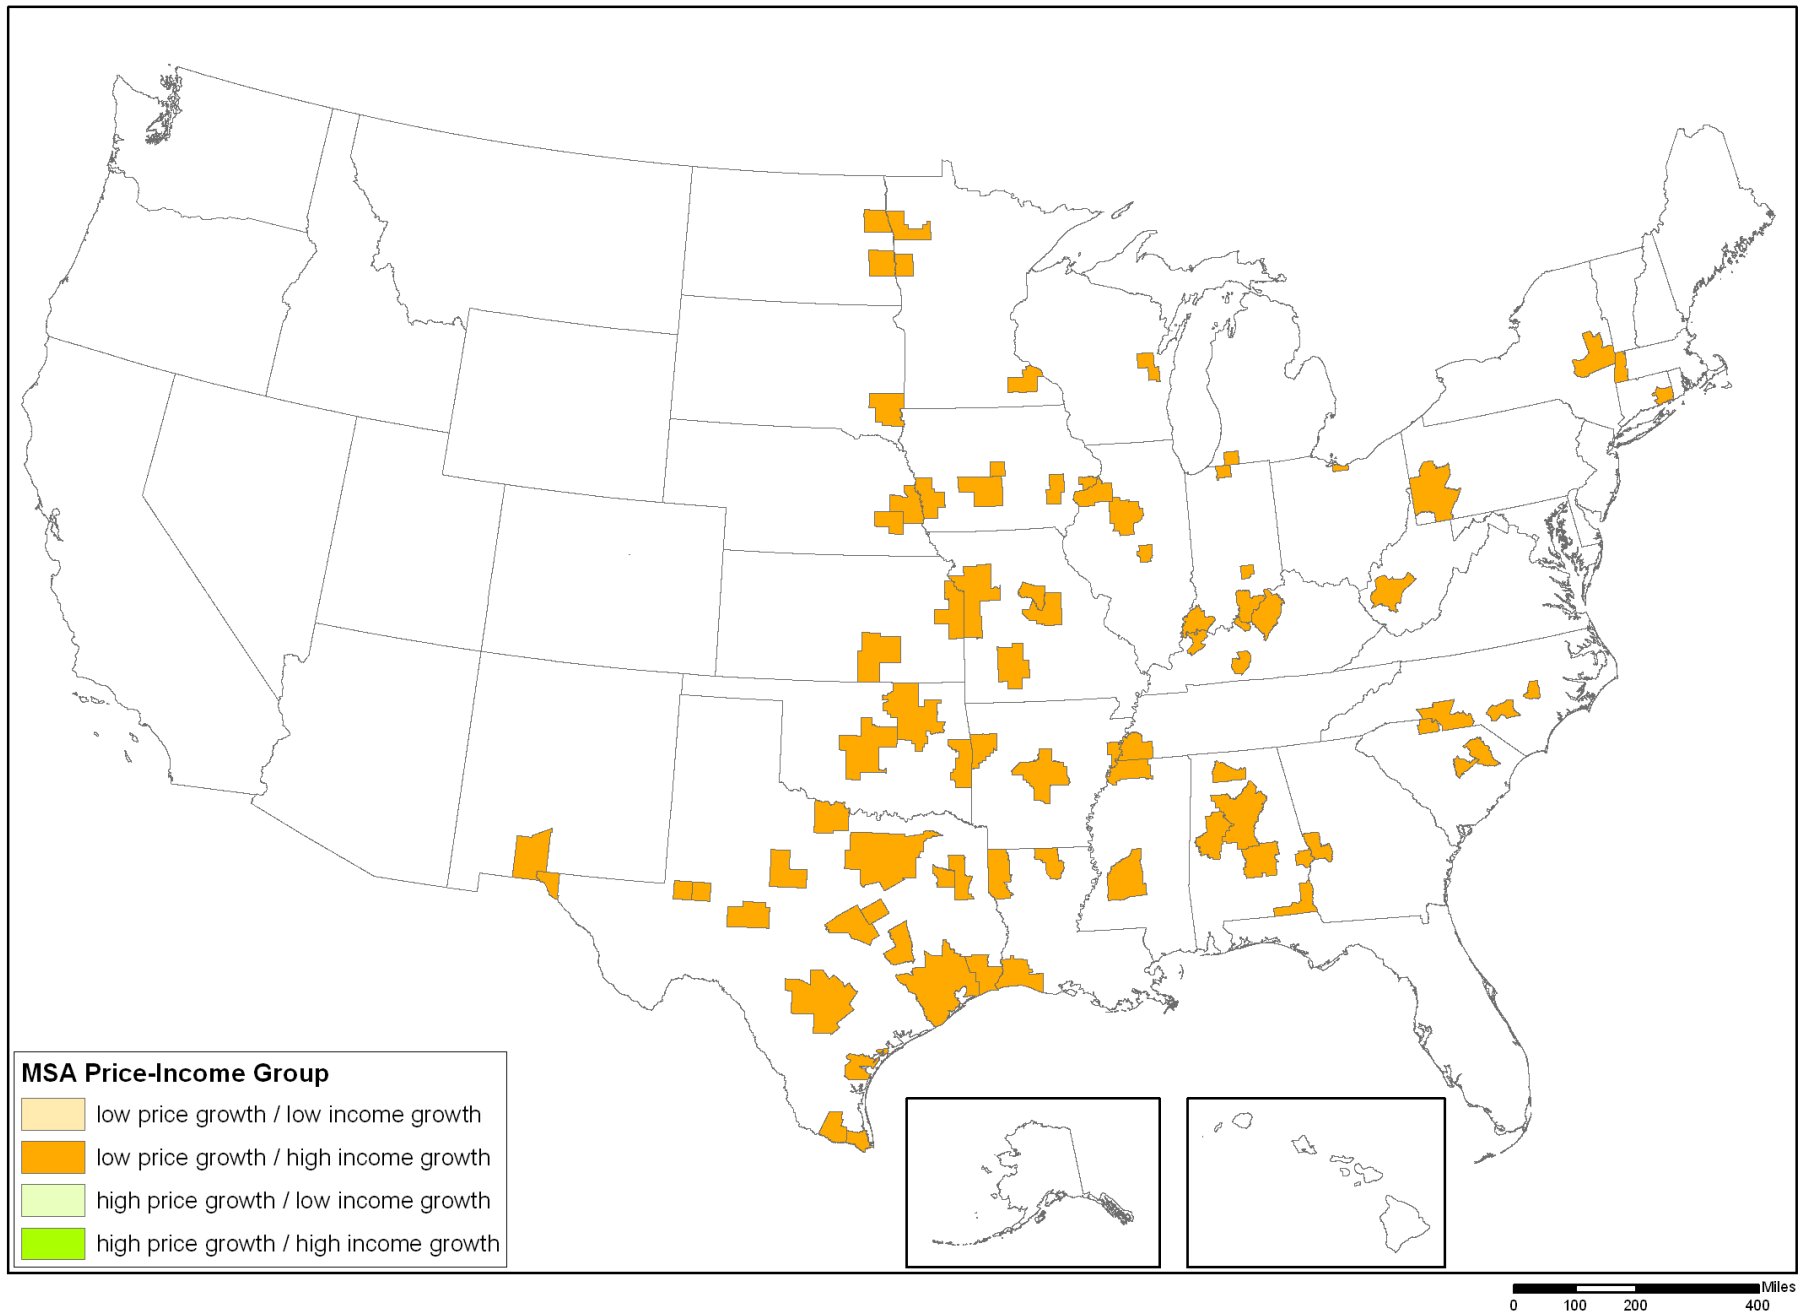 MSA Price-Income Group
low price growth / low income growth
low price growth / high income growth
high price growth / low income growth
high price growth / high income growth
Miles
0 100 200 400